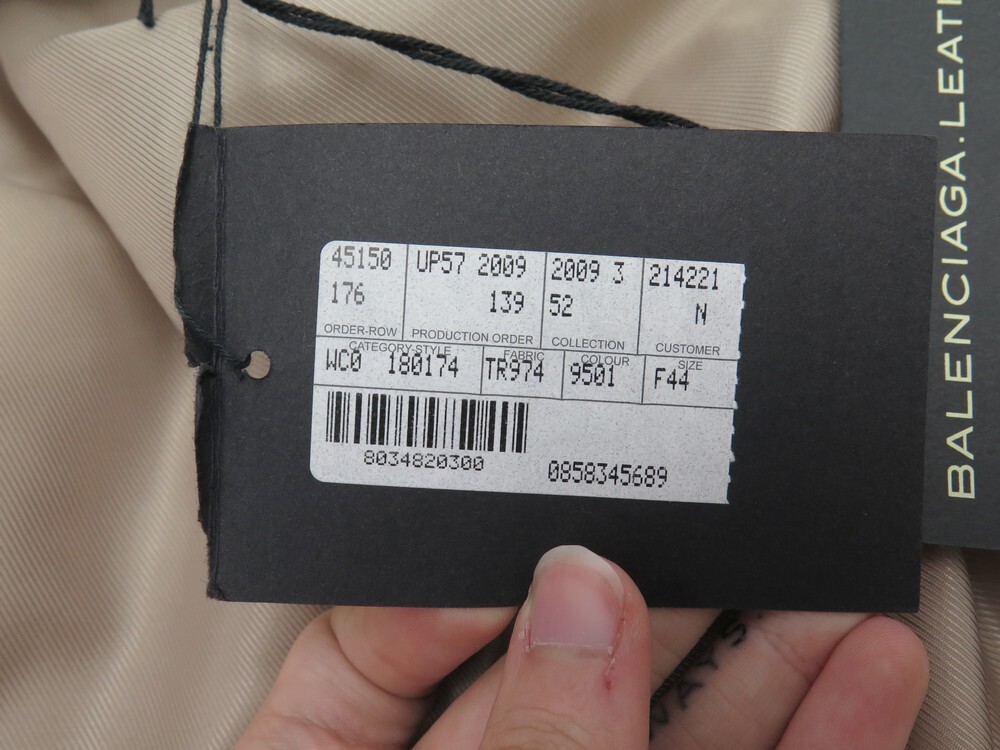 45150 UP57 2009 2009 3 214221
176 139 52 N
ORDER-ROW PRODUCTION ORDER COLLECTION CUSTOMER
CATEGORY-STYLE FABRIC COLOUR SIZE
WC0 180174 TR974 9501 F44
8034820300 0858345689
BALENCIAGA.LEAT